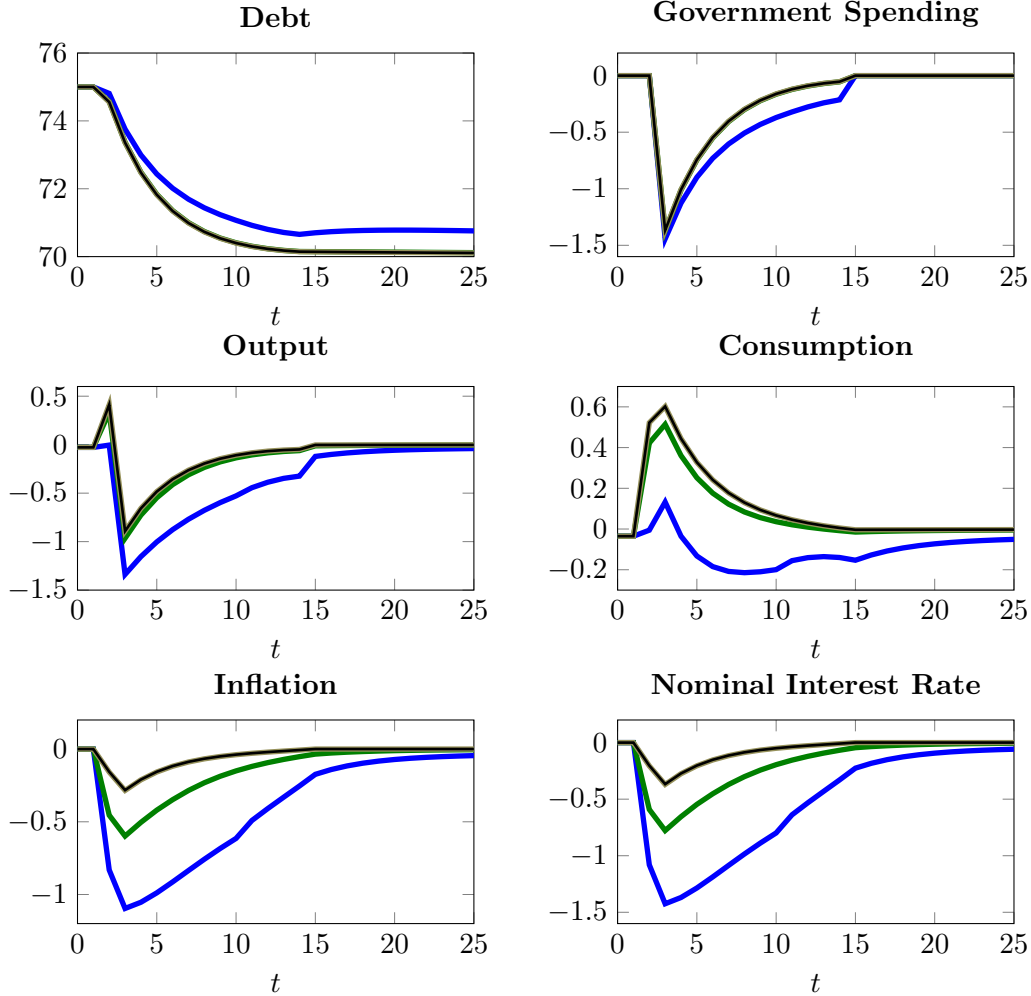 Debt
76
74
72
70
0 5 10 15 20 25
t
Government Spending
0
−0.5
−1
−1.5
0 5 10 15 20 25
t
Output
0.5
0
−0.5
−1
−1.5
0 5 10 15 20 25
t
Consumption
0.6
0.4
0.2
0
−0.2
0 5 10 15 20 25
t
Inflation
0
−0.5
−1
0 5 10 15 20 25
t
Nominal Interest Rate
0
−0.5
−1
−1.5
0 5 10 15 20 25
t